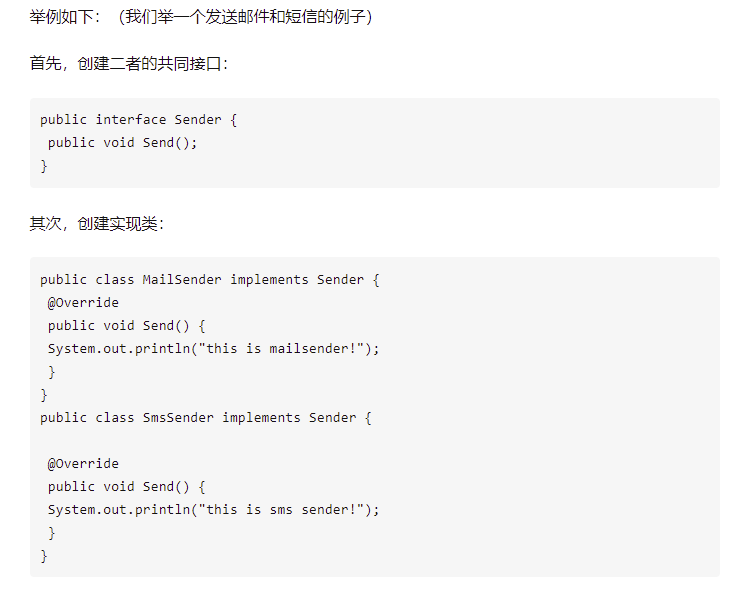 举例如下：（我们举一个发送邮件和短信的例子）
首先，创建二者的共同接口：
public interface Sender {
 public void Send();
}
其次，创建实现类：
public class MailSender implements Sender {
 @Override
 public void Send() {
 System.out.println("this is mailsender!");
 }
}
public class SmsSender implements Sender {
 @Override
 public void Send() {
 System.out.println("this is sms sender!");
 }
}